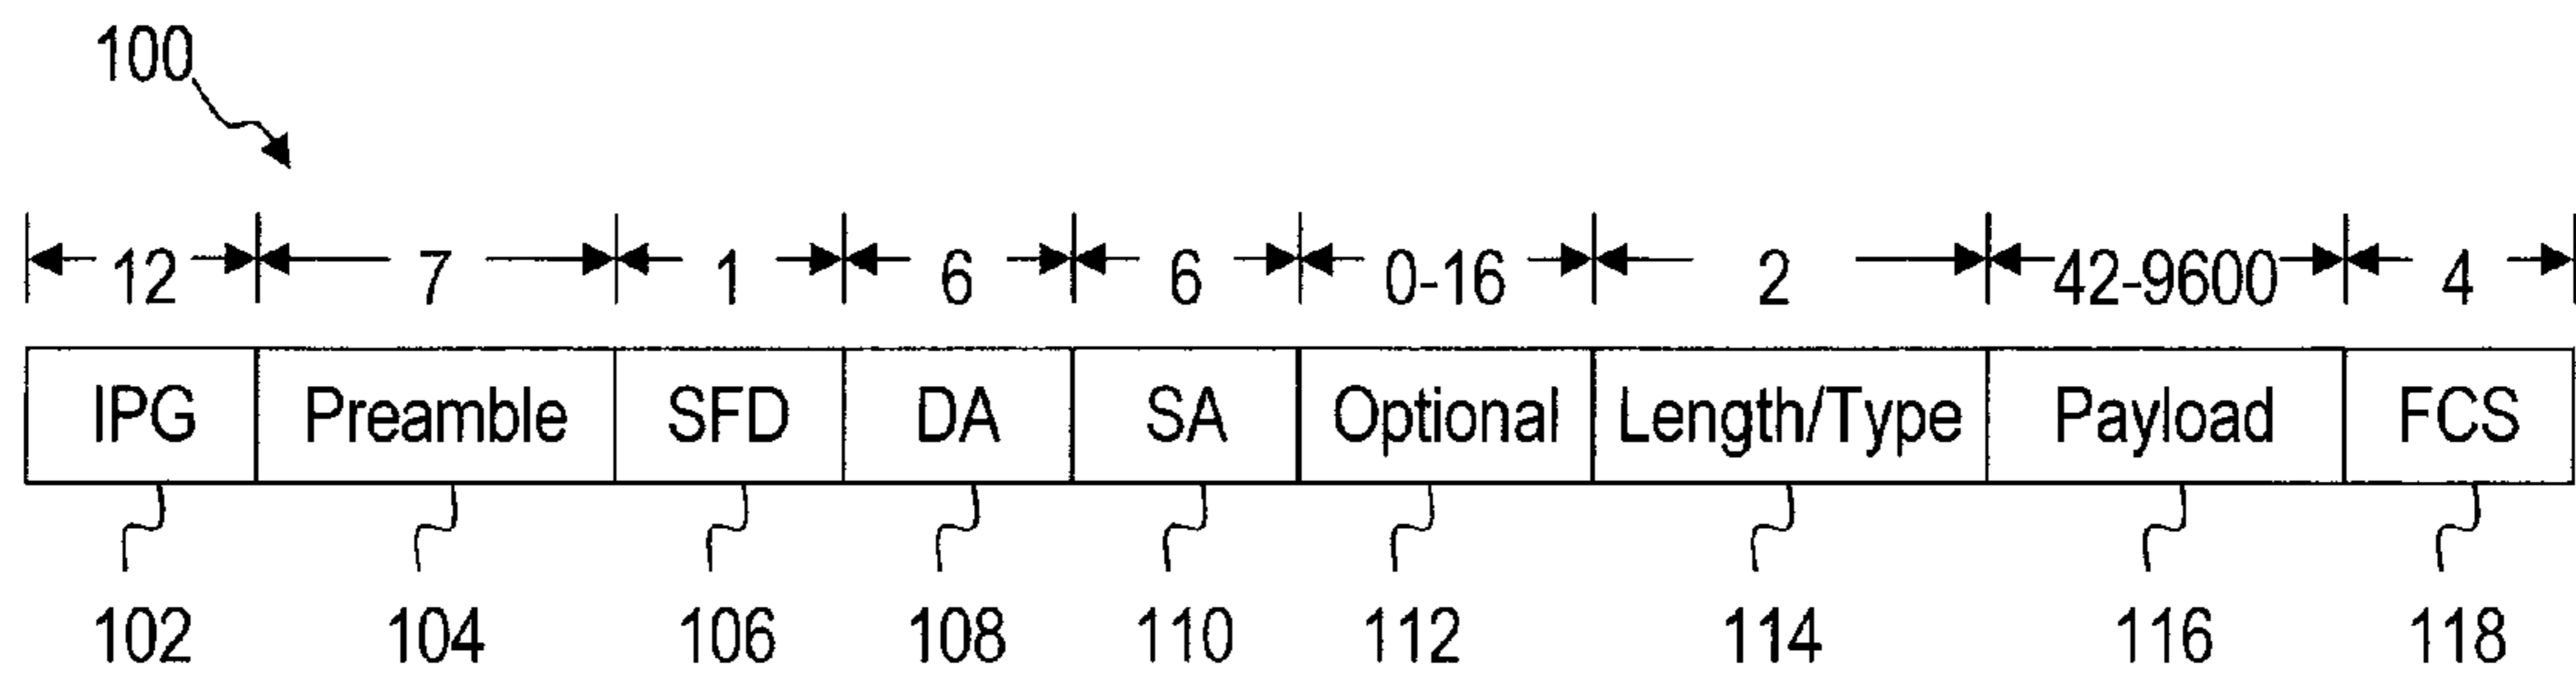 100
12 7 1 6 6 0-16 2 42-9600 4
IPG Preamble SFD DA SA Optional Length/Type Payload FCS
102 104 106 108 110 112 114 116 118